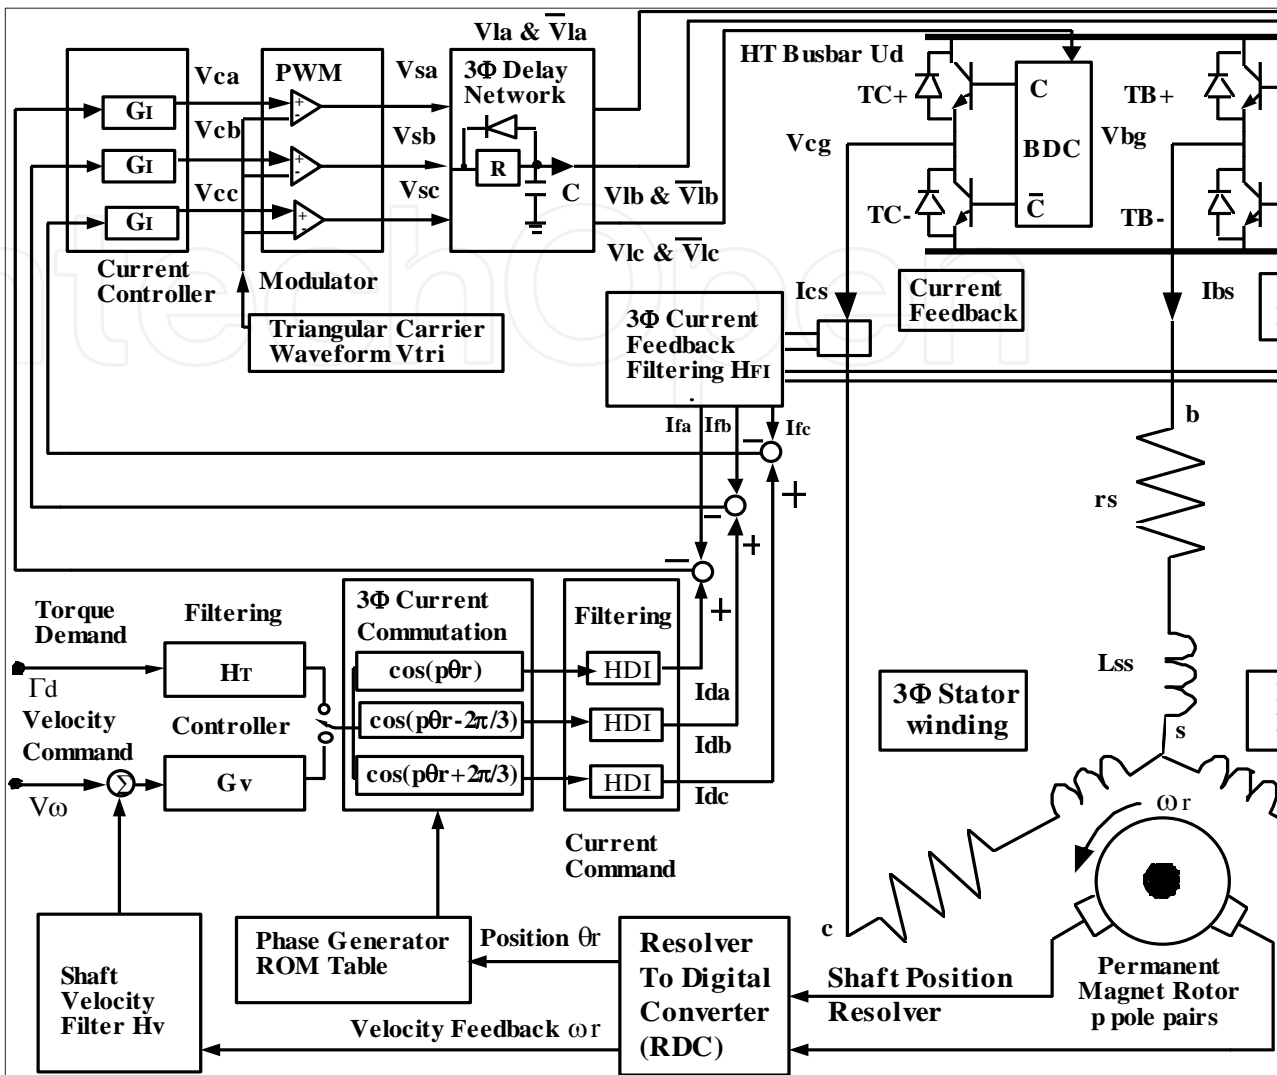 Vla & V̅la
Vca
PWM
Vsa
3Φ Delay
Network
HT Busbar Ud
GI
+
-
TC+
C
TB+
Vcb
Vsb
Vcg
Vbg
GI
+
-
R
BDC
Vcc
Vsc
C
Vlb & V̅lb
TC-
C̅
TB-
GI
+
-
Vlc & V̅lc
Current
Controller
Modulator
Ics
Current
Feedback
Ibs
Triangular Carrier
Waveform Vtri
3Φ Current
Feedback
Filtering HFI
Ifa
Ifb
Ifc
b
−
+
rs
−
+
−
+
Torque
Demand
Filtering
3Φ Current
Commutation
Filtering
HT
cos(pθr)
HDI
Γd
Ida
Lss
Velocity
Command
Controller
cos(pθr-2π/3)
HDI
Idb
3Φ Stator
winding
s
Σ
Gv
cos(pθr+2π/3)
HDI
Idc
Vω
ωr
Current
Command
c
Phase Generator
ROM Table
Position θr
Resolver
To Digital
Converter
(RDC)
Shaft Position
Resolver
Permanent
Magnet Rotor
p pole pairs
Shaft
Velocity
Filter Hv
Velocity Feedback ωr
ntechOpen